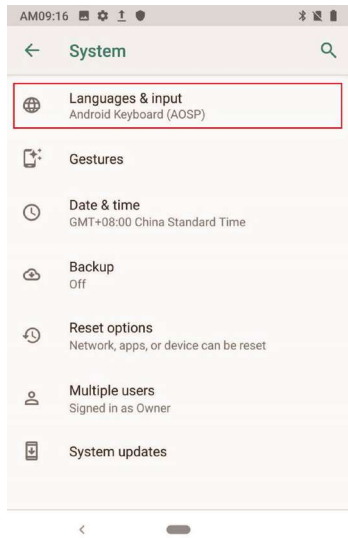 AM09:16
System
Languages & input
Android Keyboard (AOSP)
Gestures
Date & time
GMT+08:00 China Standard Time
Backup
Off
Reset options
Network, apps, or device can be reset
Multiple users
Signed in as Owner
System updates